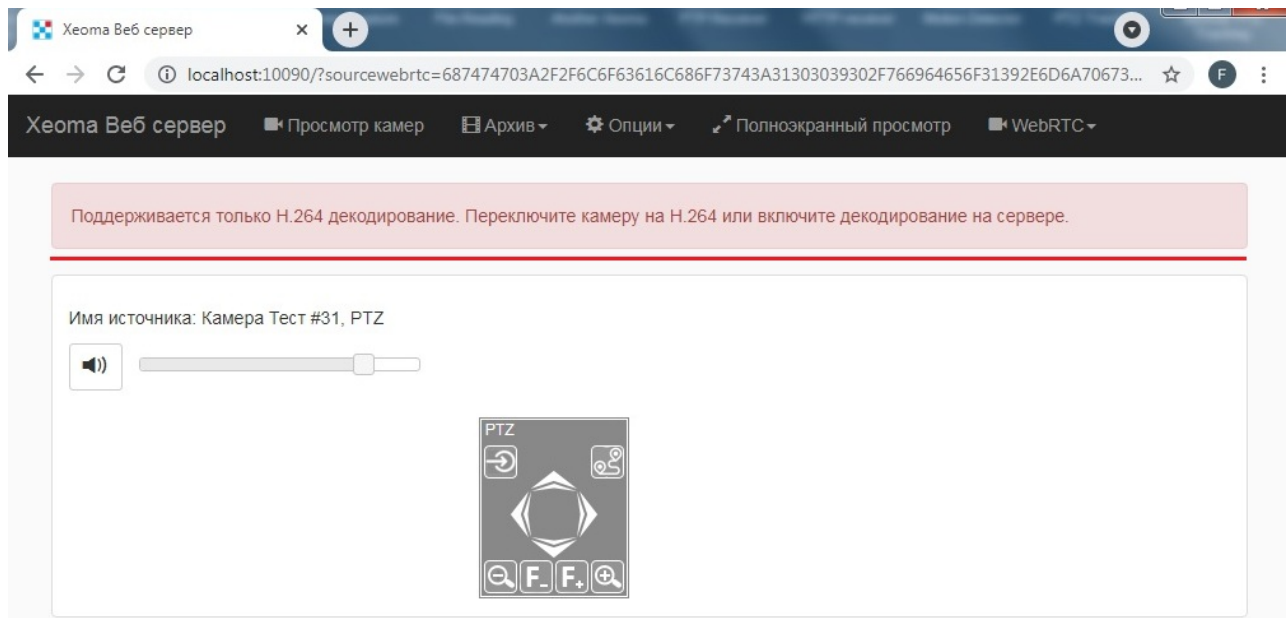 Xeoma Веб сервер
localhost:10090/?sourcewebrtc=687474703A2F2F6C6F63616C686F73743A31303039302F766964656F31392E6D6A70673...
F
Xeoma Веб сервер Просмотр камер Архив Опции Полноэкранный просмотр WebRTC
Поддерживается только H.264 декодирование. Переключите камеру на H.264 или включите декодирование на сервере.
Имя источника: Камера Тест #31, PTZ
PTZ
F- F+